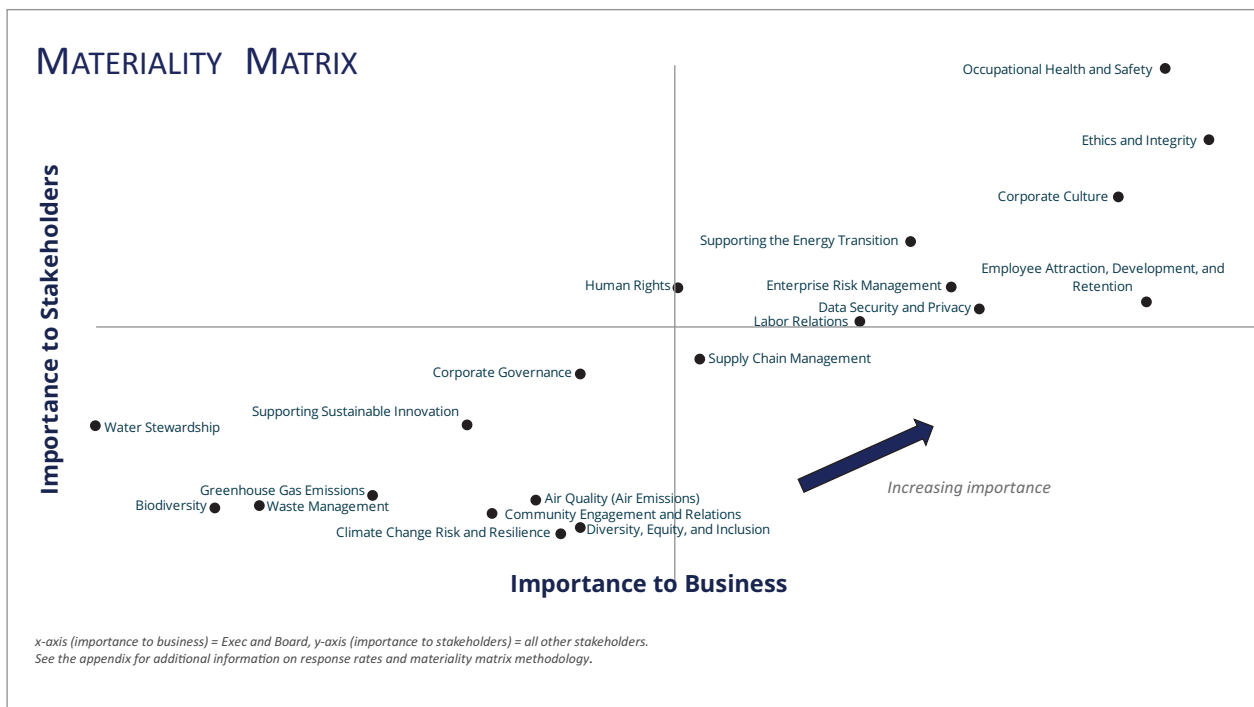 MATERIALITY MATRIX
Occupational Health and Safety
Ethics and Integrity
Corporate Culture
Supporting the Energy Transition
Employee Attraction, Development, and
Retention
Human Rights
Enterprise Risk Management
Data Security and Privacy
Labor Relations
Supply Chain Management
Corporate Governance
Supporting Sustainable Innovation
Water Stewardship
Greenhouse Gas Emissions
Biodiversity
Waste Management
Air Quality (Air Emissions)
Community Engagement and Relations
Diversity, Equity, and Inclusion
Climate Change Risk and Resilience
Increasing importance
Importance to Stakeholders
Importance to Business
x-axis (importance to business) = Exec and Board, y-axis (importance to stakeholders) = all other stakeholders.
See the appendix for additional information on response rates and materiality matrix methodology.